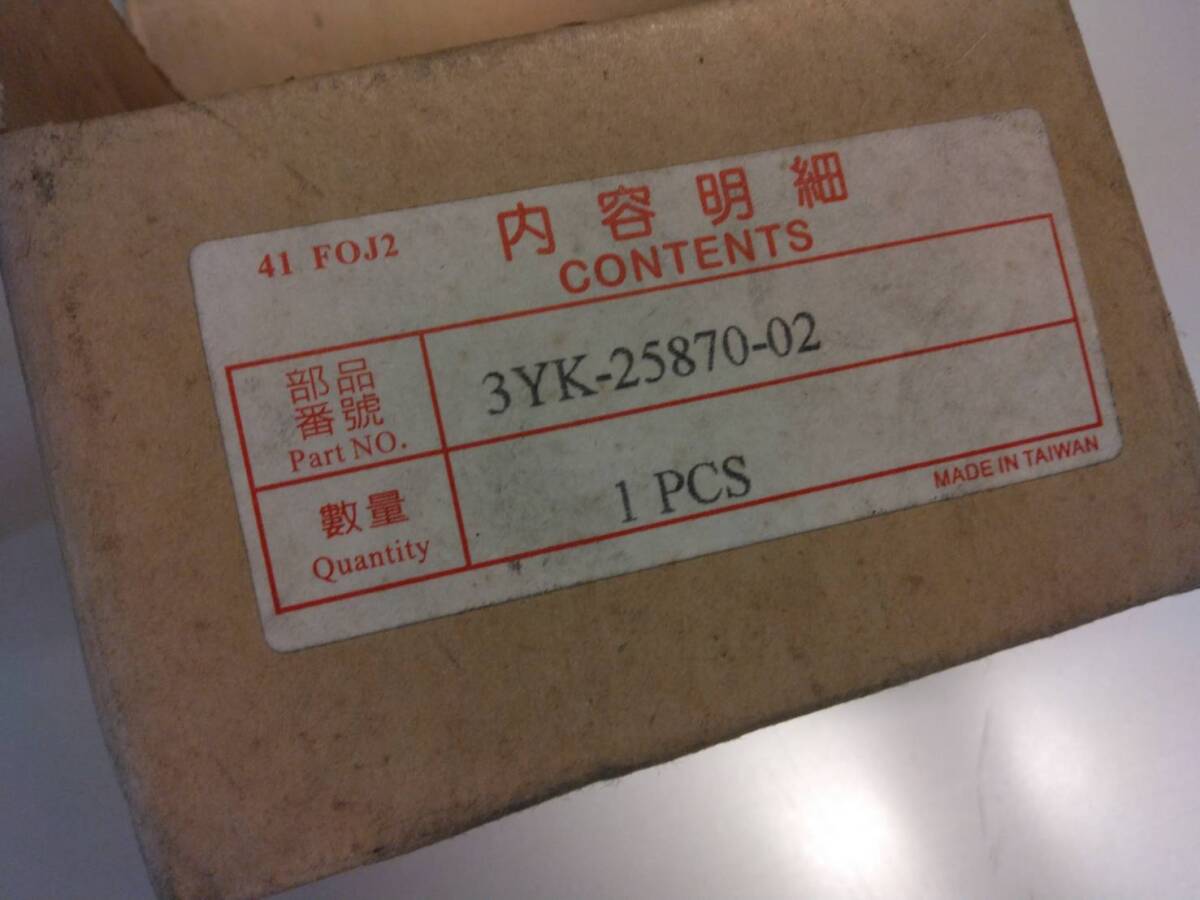 41 FOJ2
內容明細
CONTENTS
部品
番號
Part NO.
3YK-25870-02
數量
Quantity
1 PCS
MADE IN TAIWAN